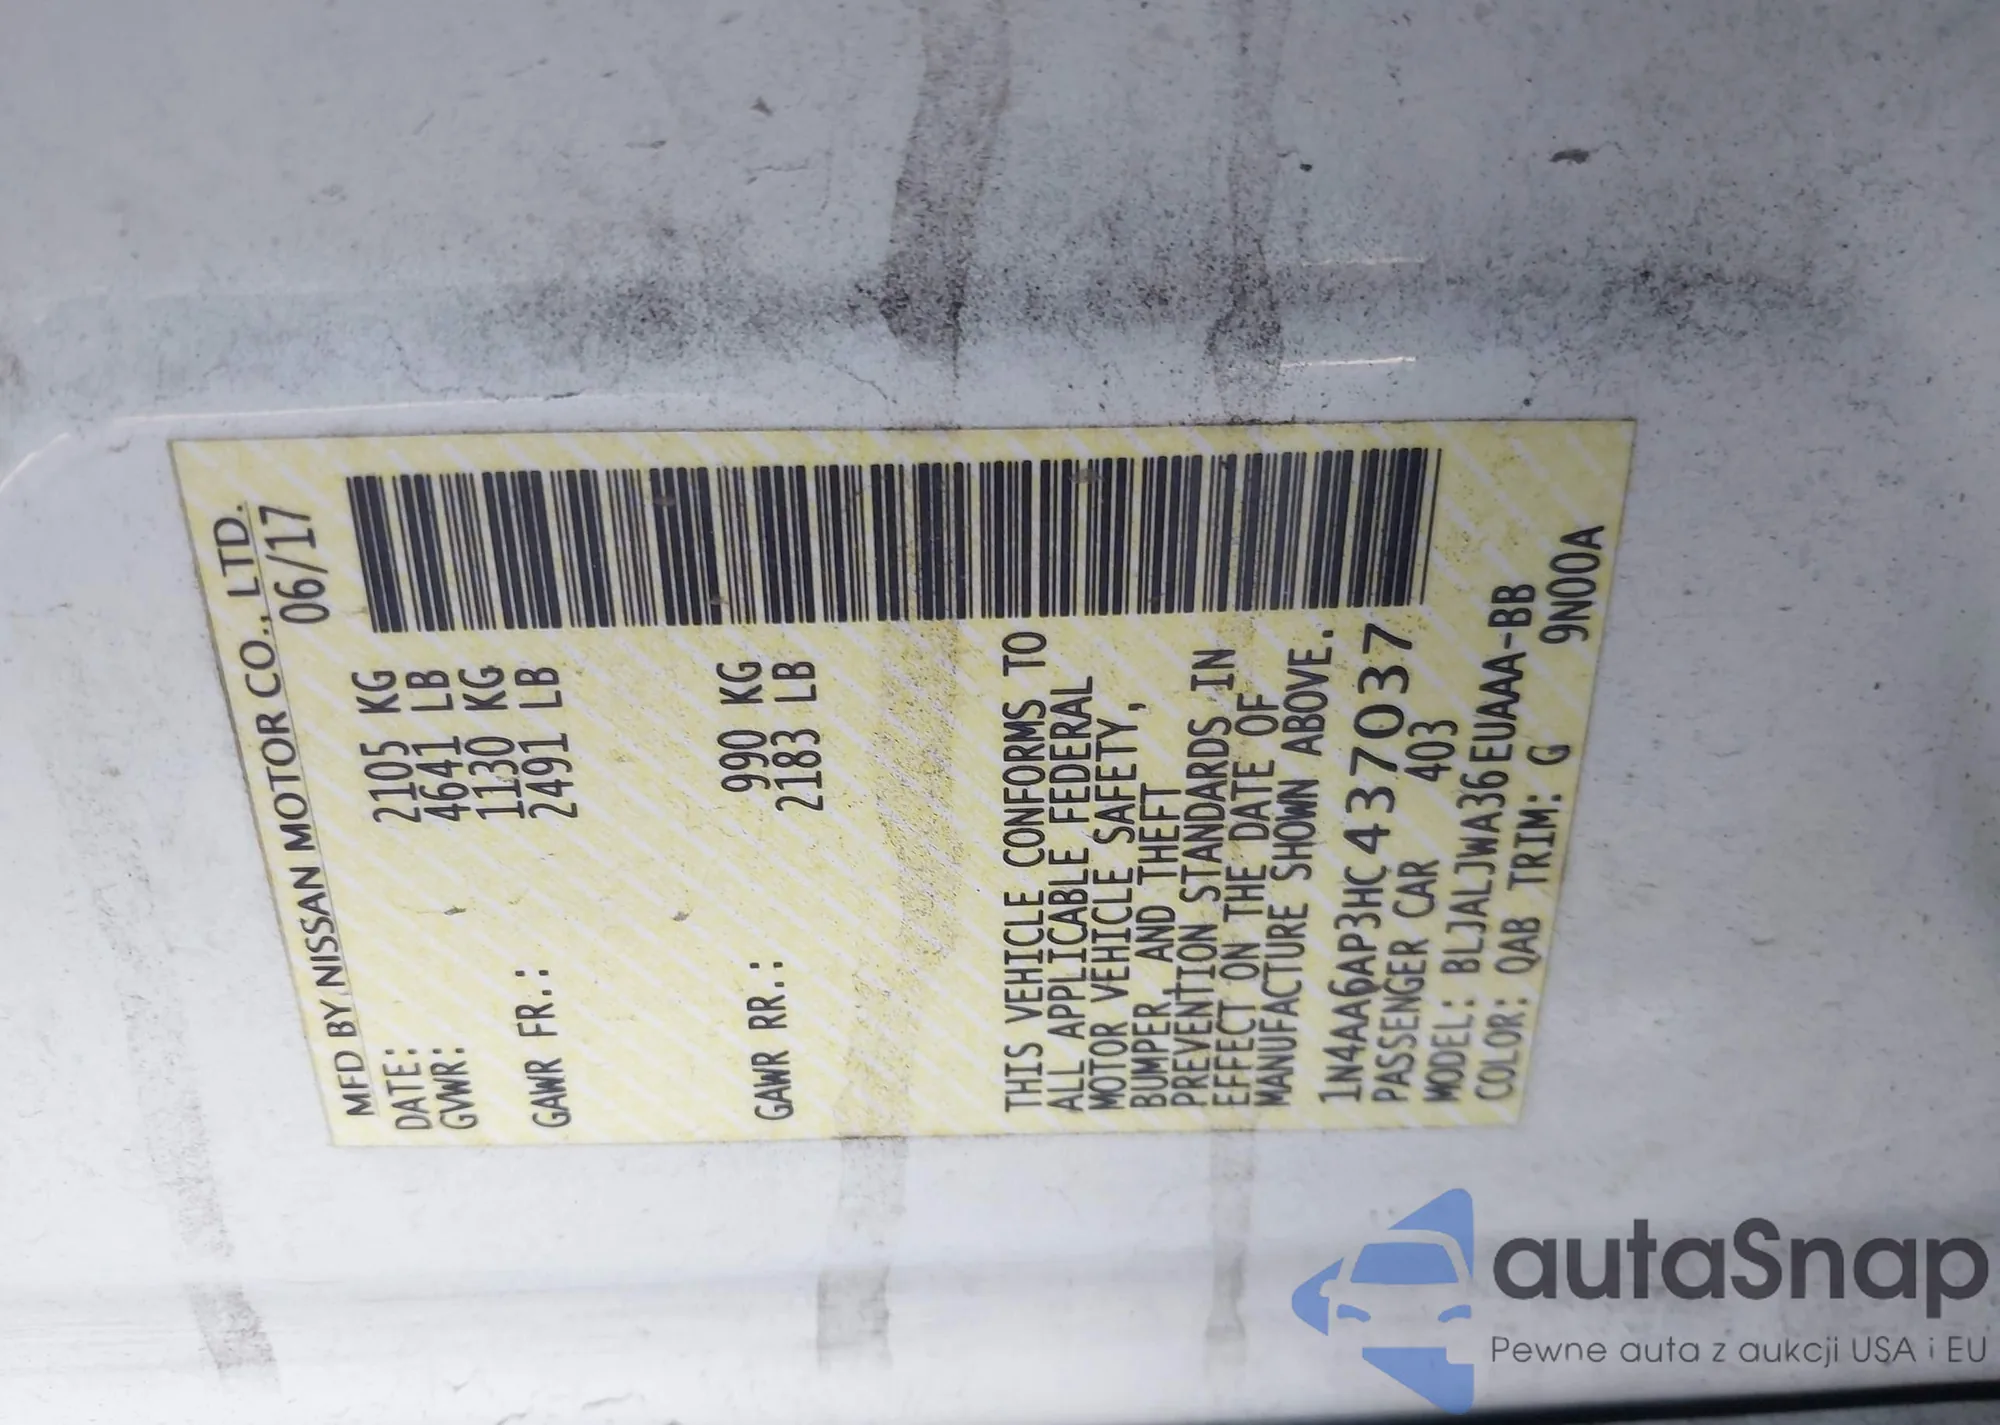 MFD BY NISSAN MOTOR CO., LTD.
DATE: 06/17
GVWR: 2105 KG
4641 LB
GAWR FR.: 1130 KG
2491 LB
GAWR RR.: 990 KG
2183 LB
THIS VEHICLE CONFORMS TO
ALL APPLICABLE FEDERAL
MOTOR VEHICLE SAFETY,
BUMPER, AND THEFT
PREVENTION STANDARDS IN
EFFECT ON THE DATE OF
MANUFACTURE SHOWN ABOVE.
1N4AA6AP3HC437037
PASSENGER CAR 403
MODEL: BLJALJWA36EUAAA-BB
COLOR: QAB TRIM: G 9N00A
autaSnap
Pewne auta z aukcji USA i EU